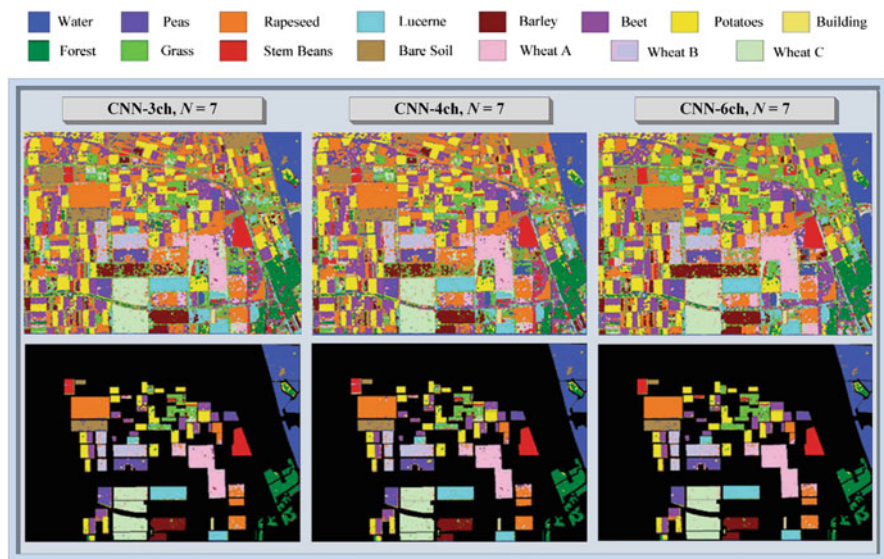 Water Peas Rapeseed Lucerne Barley Beet Potatoes Building
Forest Grass Stem Beans Bare Soil Wheat A Wheat B Wheat C
CNN-3ch, N = 7 CNN-4ch, N = 7 CNN-6ch, N = 7